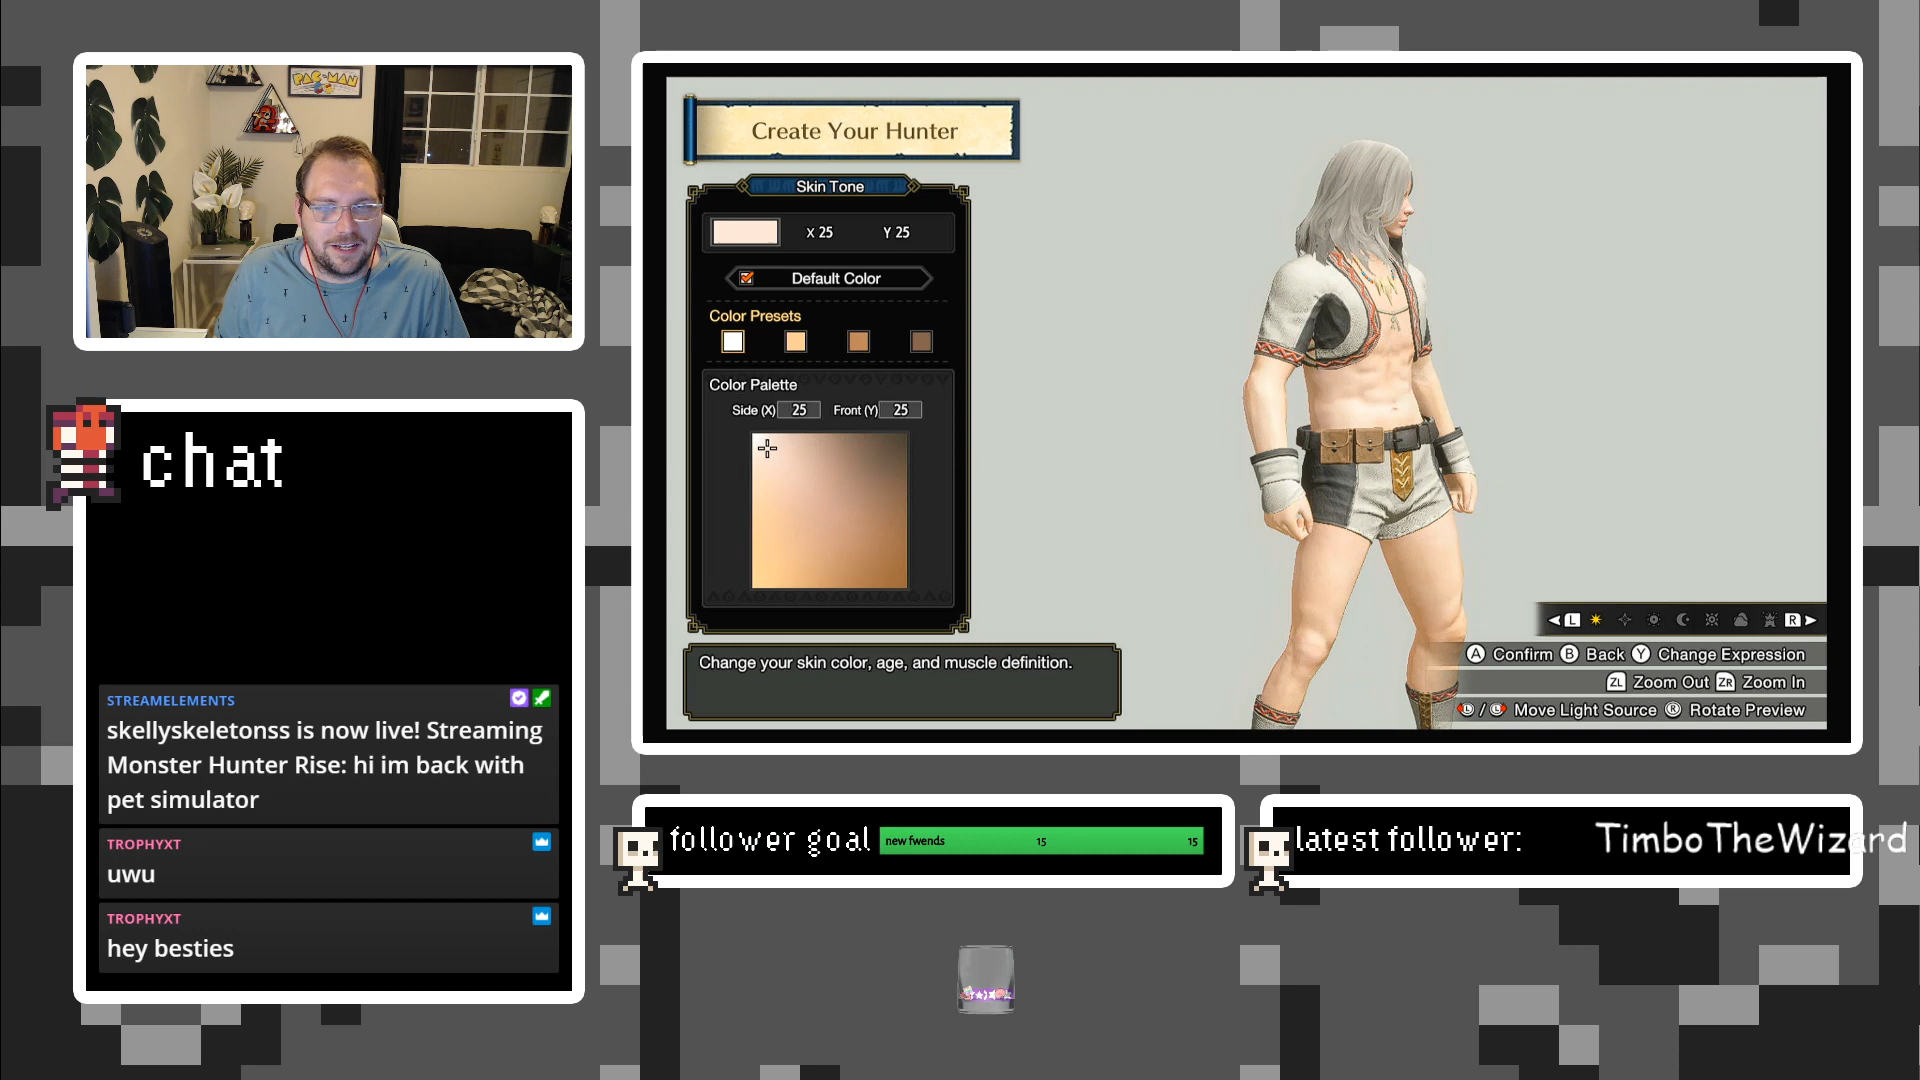 PAC-MAN
Create Your Hunter
Skin Tone
X 25 Y 25
Default Color
Color Presets
Color Palette
Side (X) 25 Front (Y) 25
Change your skin color, age, and muscle definition.
L R
A Confirm B Back Y Change Expression
ZL Zoom Out ZR Zoom In
L / L Move Light Source R Rotate Preview
chat
STREAMELEMENTS
skellyskeletonss is now live! Streaming
Monster Hunter Rise: hi im back with
pet simulator
TROPHYXT
uwu
TROPHYXT
hey besties
follower goal new fwends 15 15
latest follower: TimboTheWizard